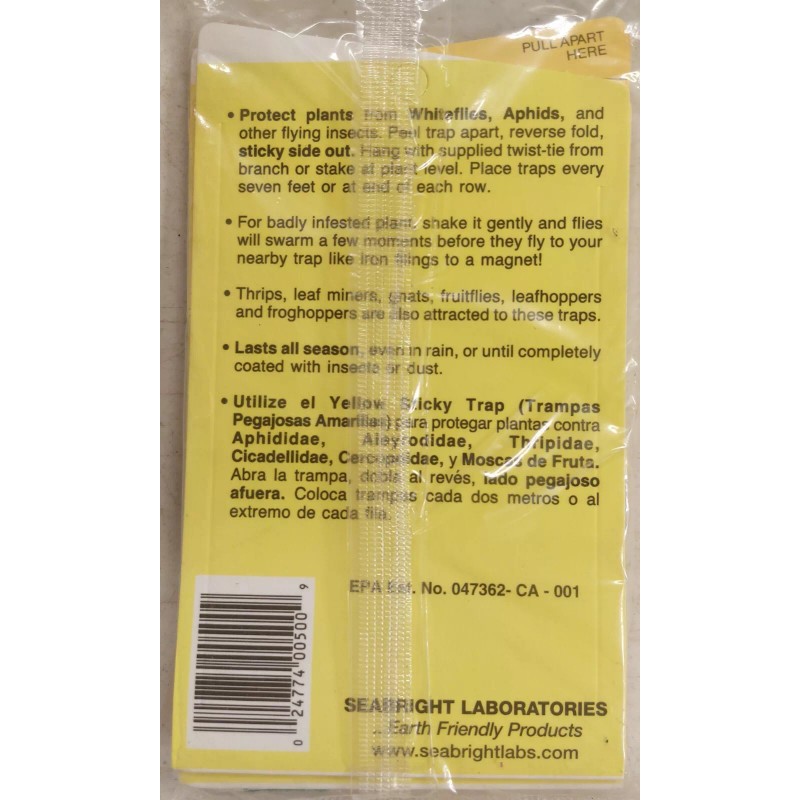 PULL APART
HERE
• Protect plants from Whitaflies, Aphids, and
other flying insects. Peel trap apart, reverse fold,
sticky side out. Hang with supplied twist-tie from
branch or stake at plant level. Place traps every
seven feet or at end of each row.
• For badly infested plant, shake it gently and flies
will swarm a few moments before they fly to your
nearby trap like iron filings to a magnet!
• Thrips, leaf miners, gnats, fruitflies, leafhoppers
and froghoppers are also attracted to these traps.
• Lasts all season, even in rain, or until completely
coated with insects or dust.
• Utilize el Yellow Sticky Trap (Trampas
Pegajosas Amarillas) para protegar plantas contra
Aphididae, Aleyrodidae, Thripidae,
Cicadellidae, Cercopidae, y Moscas de Fruta.
Abra la trampa, dobla al revés, lado pegajoso
afuera. Coloca trampas cada dos metros o al
extremo de cada fila.
EPA Est. No. 047362- CA - 001
0 24774 00500 9
SEABRIGHT LABORATORIES
...Earth Friendly Products
www.seabrightlabs.com